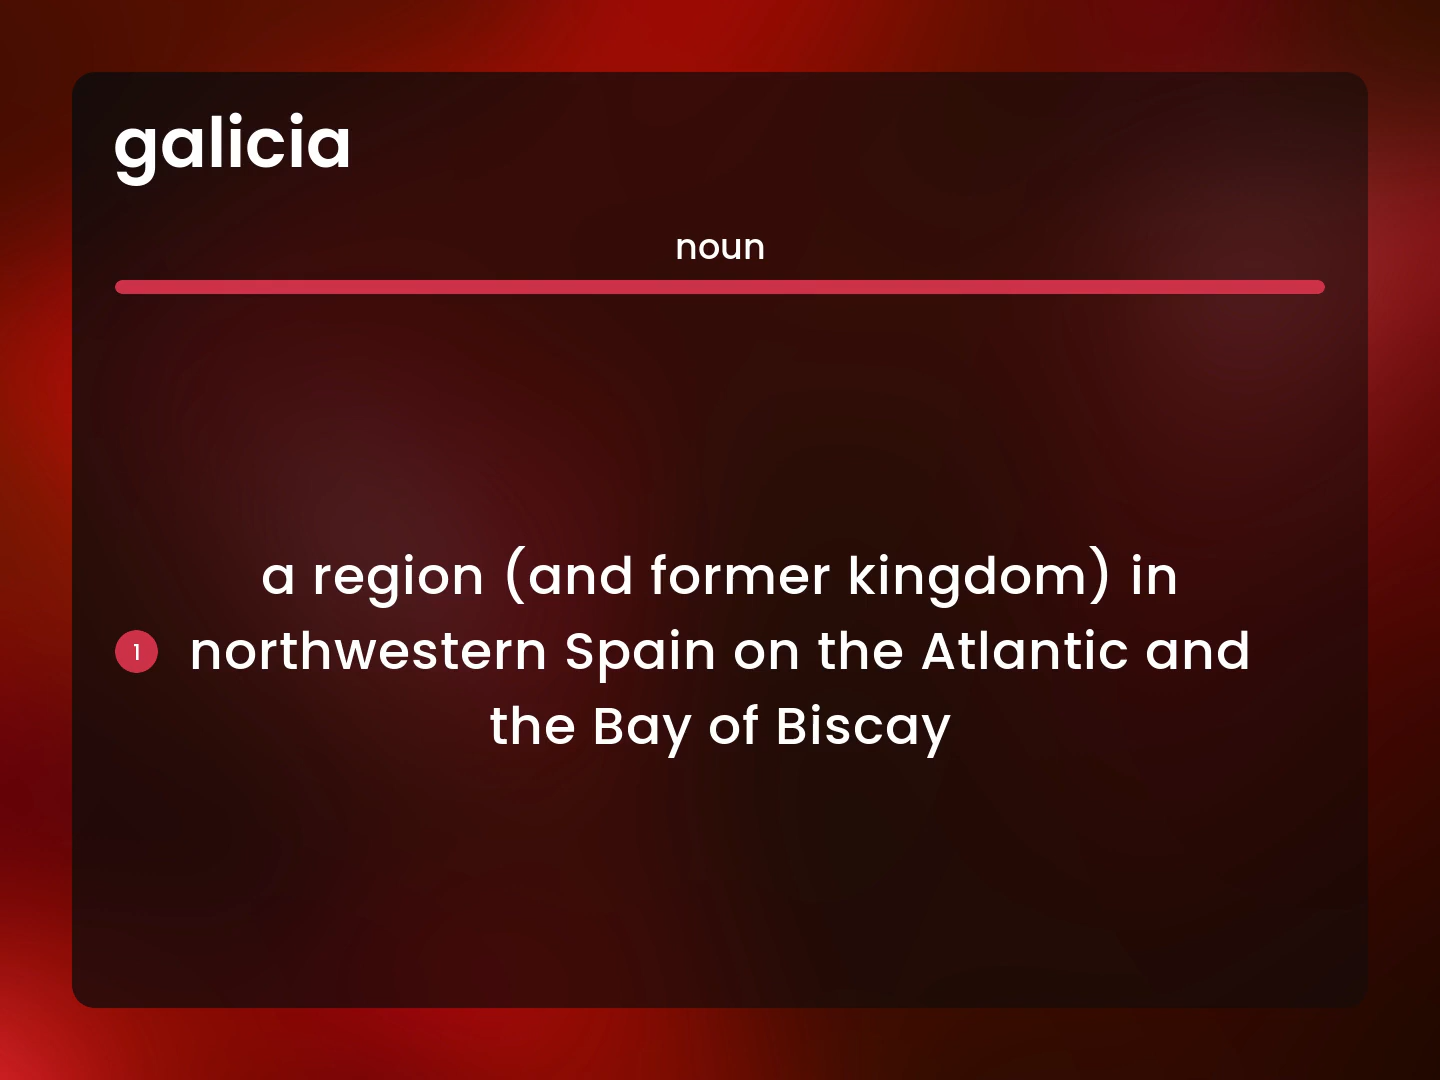 galicia
noun
a region (and former kingdom) in
1 northwestern Spain on the Atlantic and
the Bay of Biscay